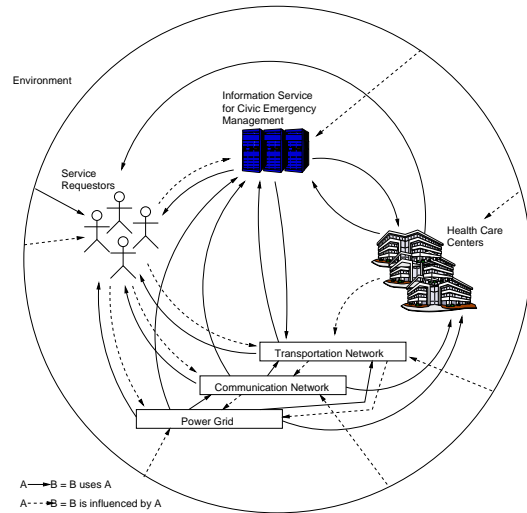 Environment
Information Service
for Civic Emergency
Management
Service
Requestors
Health Care
Centers
Transportation Network
Communication Network
Power Grid
A B = B uses A
A B = B is influenced by A